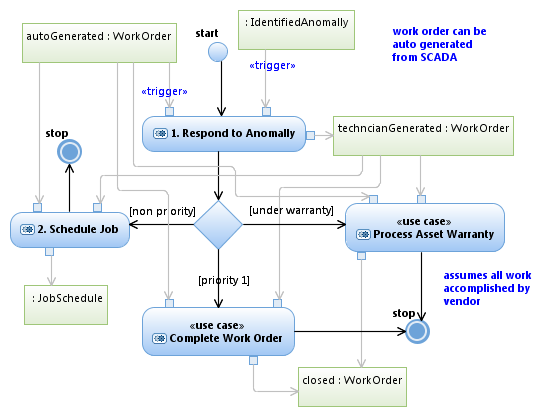 : IdentifiedAnomally
autoGenerated : WorkOrder
start
work order can be
auto generated
from SCADA
«trigger»
«trigger»
1. Respond to Anomally
techncianGenerated : WorkOrder
stop
[non priority]
[under warranty]
2. Schedule Job
«use case»
Process Asset Warranty
[priority 1]
assumes all work
accomplished by
vendor
: JobSchedule
stop
«use case»
Complete Work Order
closed : WorkOrder